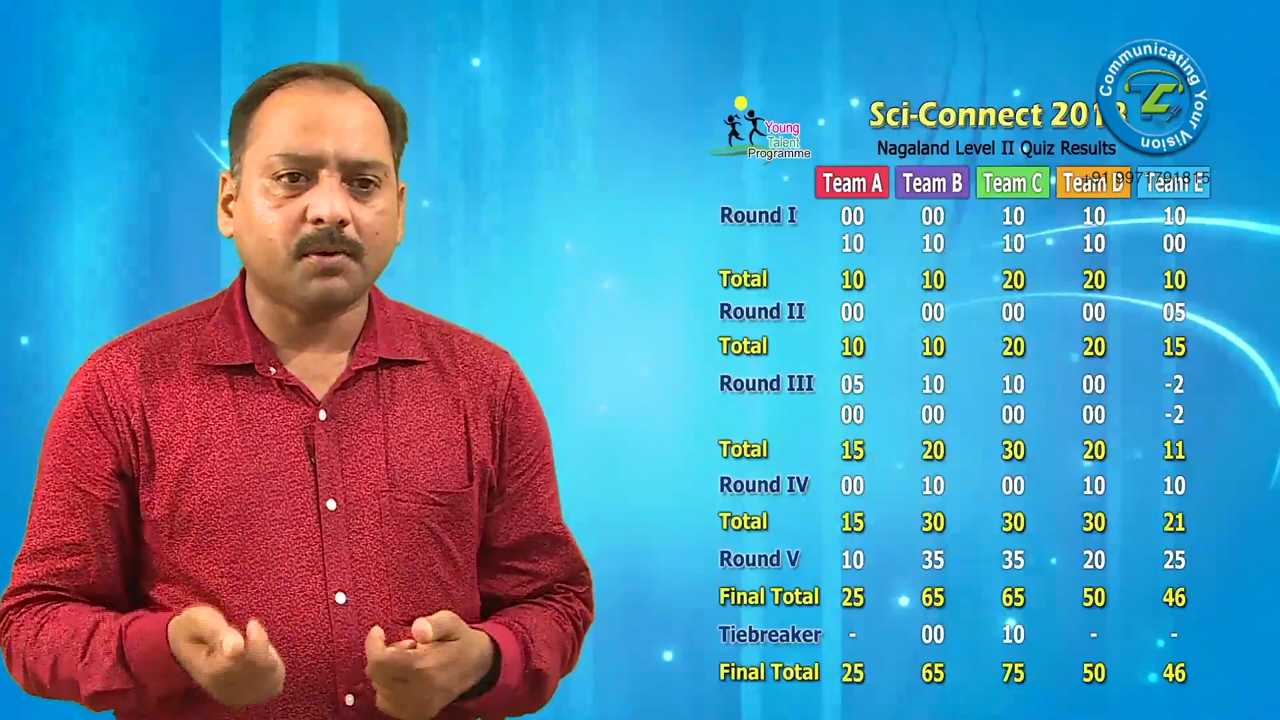 Communicating Your Vision
Young
Talent
Programme
Sci-Connect 2018
Nagaland Level II Quiz Results
+91 9971791815
Team A Team B Team C Team D Team E
Round I 00 00 10 10 10
10 10 10 10 00
Total 10 10 20 20 10
Round II 00 00 00 00 05
Total 10 10 20 20 15
Round III 05 10 10 00 -2
00 00 00 00 -2
Total 15 20 30 20 11
Round IV 00 10 00 10 10
Total 15 30 30 30 21
Round V 10 35 35 20 25
Final Total 25 65 65 50 46
Tiebreaker - 00 10 - -
Final Total 25 65 75 50 46